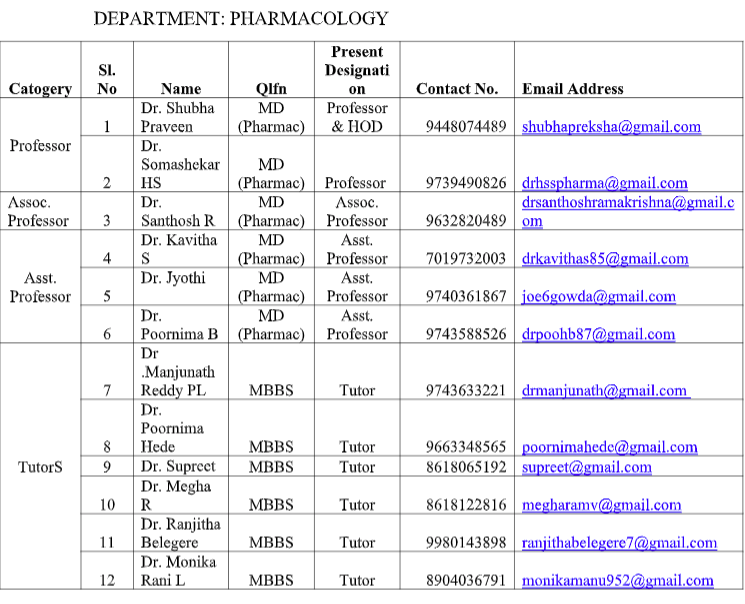 DEPARTMENT: PHARMACOLOGY
Catogery Sl. No Name Qlfn Present Designati on Contact No. Email Address
Professor
1 Dr. Shubha Praveen MD (Pharmac) Professor & HOD 9448074489 shubhapreksha@gmail.com
2 Dr. Somashekar HS MD (Pharmac) Professor 9739490826 drhsspharma@gmail.com
Assoc. Professor 3 Dr. Santhosh R MD (Pharmac) Assoc. Professor 9632820489 drsanthoshramakrishna@gmail.c om
Asst. Professor
4 Dr. Kavitha S MD (Pharmac) Asst. Professor 7019732003 drkavithas85@gmail.com
5 Dr. Jyothi MD (Pharmac) Asst. Professor 9740361867 joe6gowda@gmail.com
6 Dr. Poornima B MD (Pharmac) Asst. Professor 9743588526 drpoohb87@gmail.com
TutorS
7 Dr .Manjunath Reddy PL MBBS Tutor 9743633221 drmanjunath@gmail.com
8 Dr. Poornima Hede MBBS Tutor 9663348565 poornimahede@gmail.com
9 Dr. Supreet MBBS Tutor 8618065192 supreet@gmail.com
10 Dr. Megha R MBBS Tutor 8618122816 megharamv@gmail.com
11 Dr. Ranjitha Belegere MBBS Tutor 9980143898 ranjithabelegere7@gmail.com
12 Dr. Monika Rani L MBBS Tutor 8904036791 monikamanu952@gmail.com